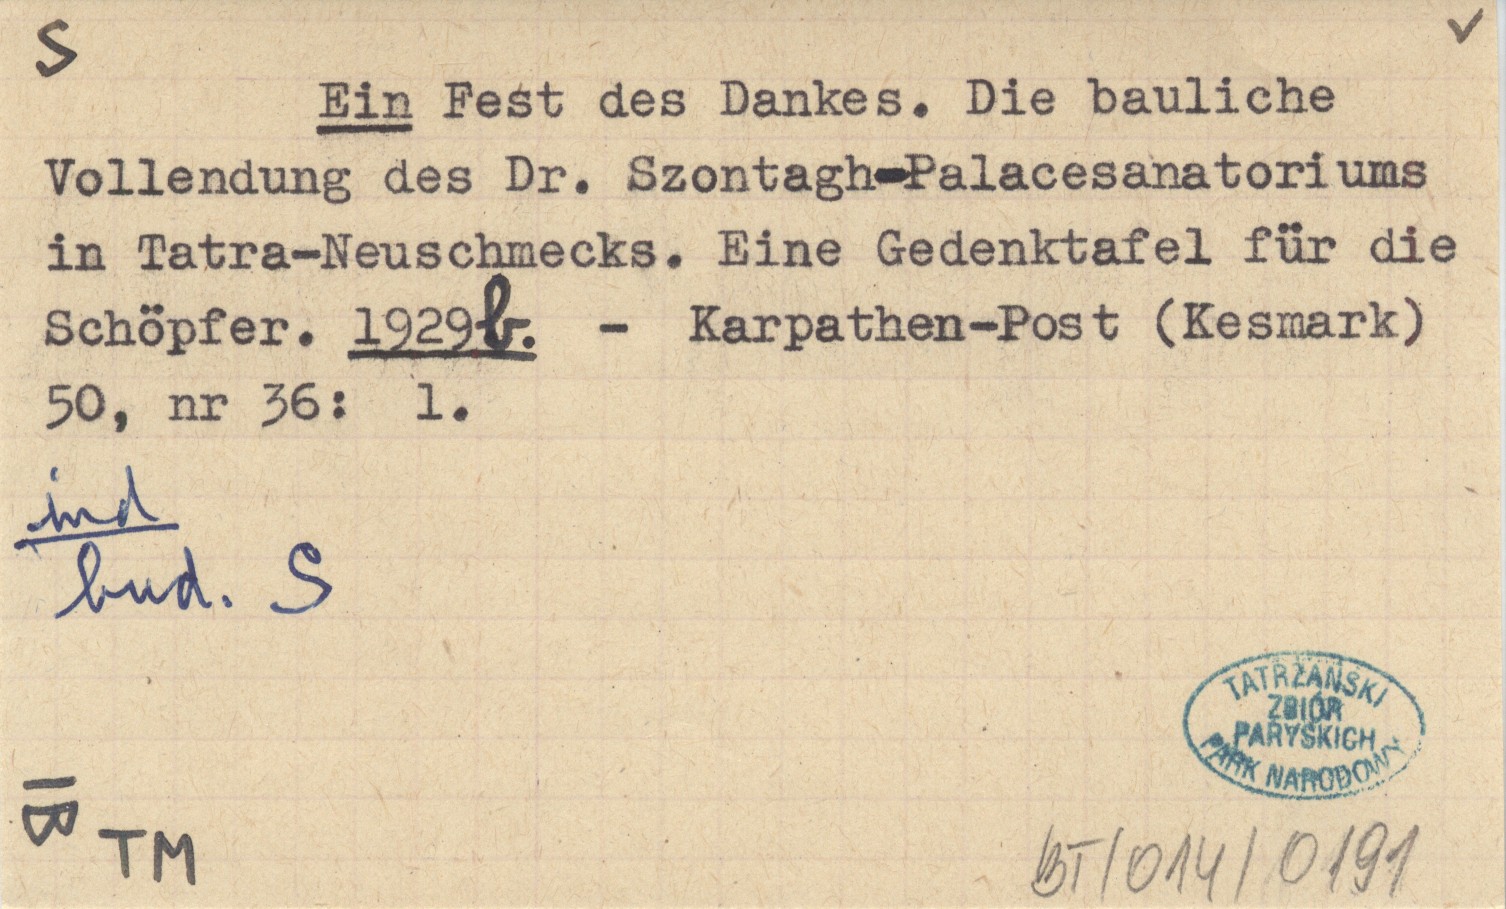 S ✓
Ein Fest des Dankes. Die bauliche
Vollendung des Dr. Szontagh-Palacesanatoriums
in Tatra-Neuschmecks. Eine Gedenktafel für die
Schöpfer. 1929b. - Karpathen-Post (Kesmark)
50, nr 36: 1.
ind
bud. S
TATRZAŃSKI
ZBIÓR
PARYSKICH
PARK NARODOWY
IB
TM
BT/014/0191